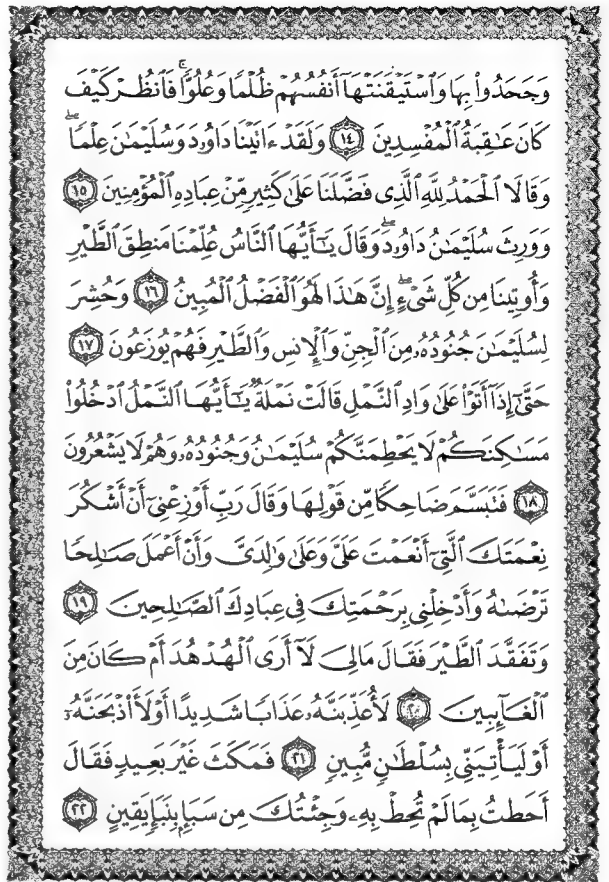 وَجَحَدُوا۟ بِهَا وَٱسْتَيْقَنَتْهَآ أَنفُسُهُمْ ظُلْمًا وَعُلُوًّا ۚ فَٱنظُرْ كَيْفَ
كَانَ عَـٰقِبَةُ ٱلْمُفْسِدِينَ ١٤ وَلَقَدْ ءَاتَيْنَا دَاوُۥدَ وَسُلَيْمَـٰنَ عِلْمًا ۖ
وَقَالَا ٱلْحَمْدُ لِلَّهِ ٱلَّذِى فَضَّلَنَا عَلَىٰ كَثِيرٍ مِّنْ عِبَادِهِ ٱلْمُؤْمِنِينَ ١٥
وَوَرِثَ سُلَيْمَـٰنُ دَاوُۥدَ ۖ وَقَالَ يَـٰٓأَيُّهَا ٱلنَّاسُ عُلِّمْنَا مَنطِقَ ٱلطَّيْرِ
وَأُوتِينَا مِن كُلِّ شَىْءٍ ۖ إِنَّ هَـٰذَا لَهُوَ ٱلْفَضْلُ ٱلْمُبِينُ ١٦ وَحُشِرَ
لِسُلَيْمَـٰنَ جُنُودُهُۥ مِنَ ٱلْجِنِّ وَٱلْإِنسِ وَٱلطَّيْرِ فَهُمْ يُوزَعُونَ ١٧
حَتَّىٰٓ إِذَآ أَتَوْا۟ عَلَىٰ وَادِ ٱلنَّمْلِ قَالَتْ نَمْلَةٌ يَـٰٓأَيُّهَا ٱلنَّمْلُ ٱدْخُلُوا۟
مَسَـٰكِنَكُمْ لَا يَحْطِمَنَّكُمْ سُلَيْمَـٰنُ وَجُنُودُهُۥ وَهُمْ لَا يَشْعُرُونَ
١٨ فَتَبَسَّمَ ضَاحِكًا مِّن قَوْلِهَا وَقَالَ رَبِّ أَوْزِعْنِىٓ أَنْ أَشْكُرَ
نِعْمَتَكَ ٱلَّتِىٓ أَنْعَمْتَ عَلَىَّ وَعَلَىٰ وَٰلِدَىَّ وَأَنْ أَعْمَلَ صَـٰلِحًا
تَرْضَىٰهُ وَأَدْخِلْنِى بِرَحْمَتِكَ فِى عِبَادِكَ ٱلصَّـٰلِحِينَ ١٩
وَتَفَقَّدَ ٱلطَّيْرَ فَقَالَ مَالِىَ لَآ أَرَى ٱلْهُدْهُدَ أَمْ كَانَ مِنَ
ٱلْغَآئِبِينَ ٢٠ لَأُعَذِّبَنَّهُۥ عَذَابًا شَدِيدًا أَوْ لَأَا۟ذْبَحَنَّهُۥٓ
أَوْ لَيَأْتِيَنِّى بِسُلْطَـٰنٍ مُّبِينٍ ٢١ فَمَكَثَ غَيْرَ بَعِيدٍ فَقَالَ
أَحَطتُ بِمَا لَمْ تُحِطْ بِهِۦ وَجِئْتُكَ مِن سَبَإٍۭ بِنَبَإٍ يَقِينٍ ٢٢